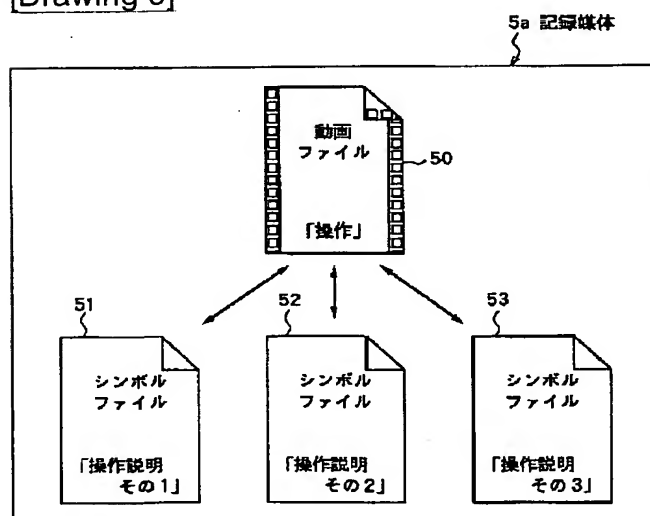 5a 記録媒体
動画
ファイル
50
「操作」
51
52
53
シンボル
ファイル
「操作説明
その1」
シンボル
ファイル
「操作説明
その2」
シンボル
ファイル
「操作説明
その3」